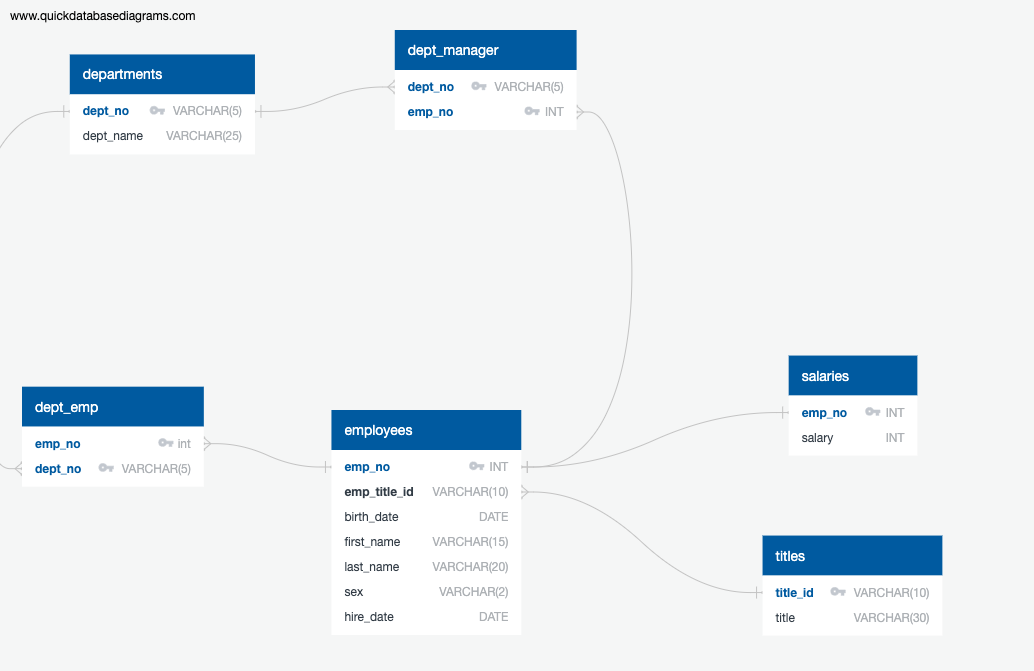 www.quickdatabasediagrams.com
departments
dept_no VARCHAR(5)
dept_name VARCHAR(25)
dept_manager
dept_no VARCHAR(5)
emp_no INT
dept_emp
emp_no int
dept_no VARCHAR(5)
employees
emp_no INT
emp_title_id VARCHAR(10)
birth_date DATE
first_name VARCHAR(15)
last_name VARCHAR(20)
sex VARCHAR(2)
hire_date DATE
salaries
emp_no INT
salary INT
titles
title_id VARCHAR(10)
title VARCHAR(30)